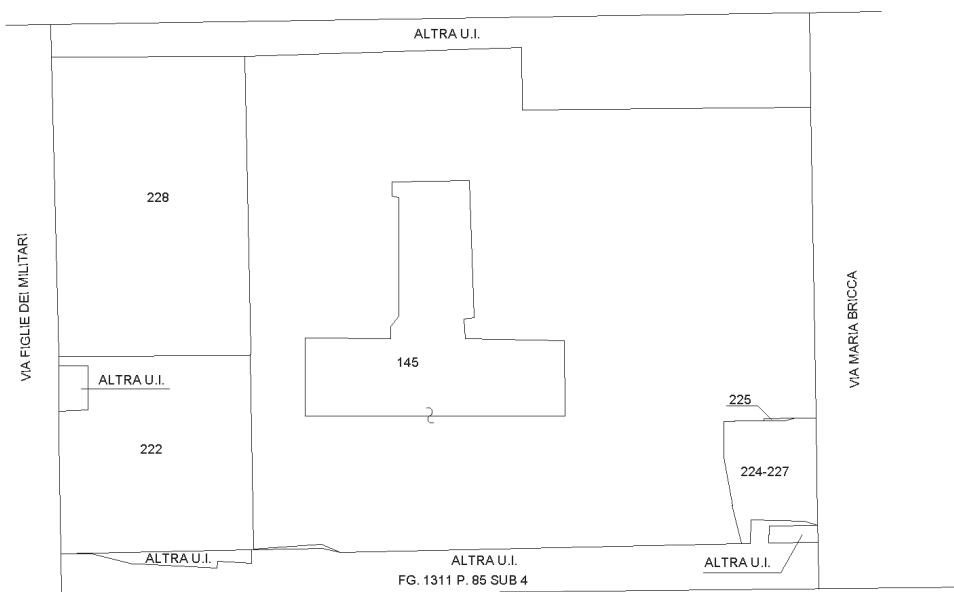 ALTRA U.I.
228
VIA FIGLIE DEI MILITARI
VIA MARIA BRICCA
145
ALTRA U.I.
225
222
224-227
ALTRA U.I.
ALTRA U.I.
ALTRA U.I.
FG. 1311 P. 85 SUB 4